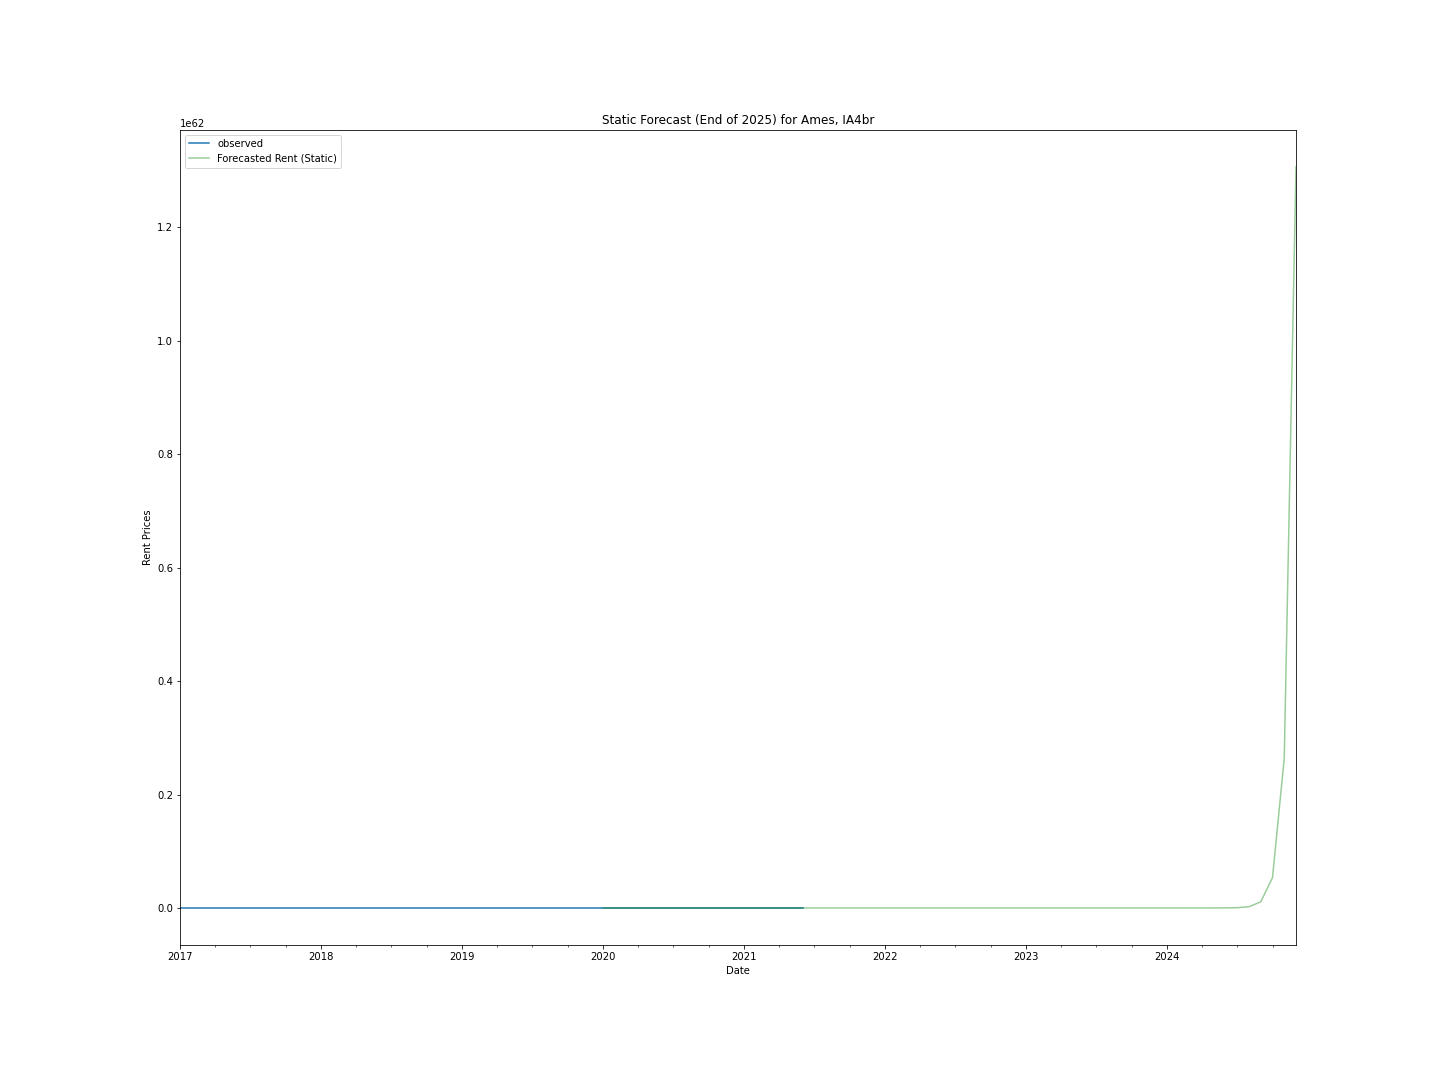 Static Forecast (End of 2025) for Ames, IA4br
1e62
observed
Forecasted Rent (Static)
1.2
1.0
0.8
0.6
0.4
0.2
0.0
Rent Prices
2017 2018 2019 2020 2021 2022 2023 2024
Date